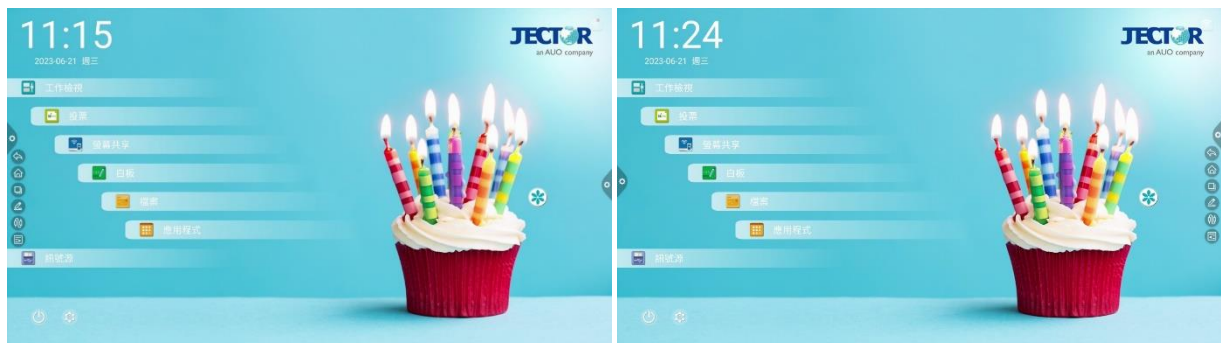 11:15
2023-06-21 週三
JECTOR
an AUO company
工作檢視
投票
螢幕共享
白板
檔案
應用程式
訊號源
11:24
2023-06-21 週三
JECTOR
an AUO company
工作檢視
投票
螢幕共享
白板
檔案
應用程式
訊號源